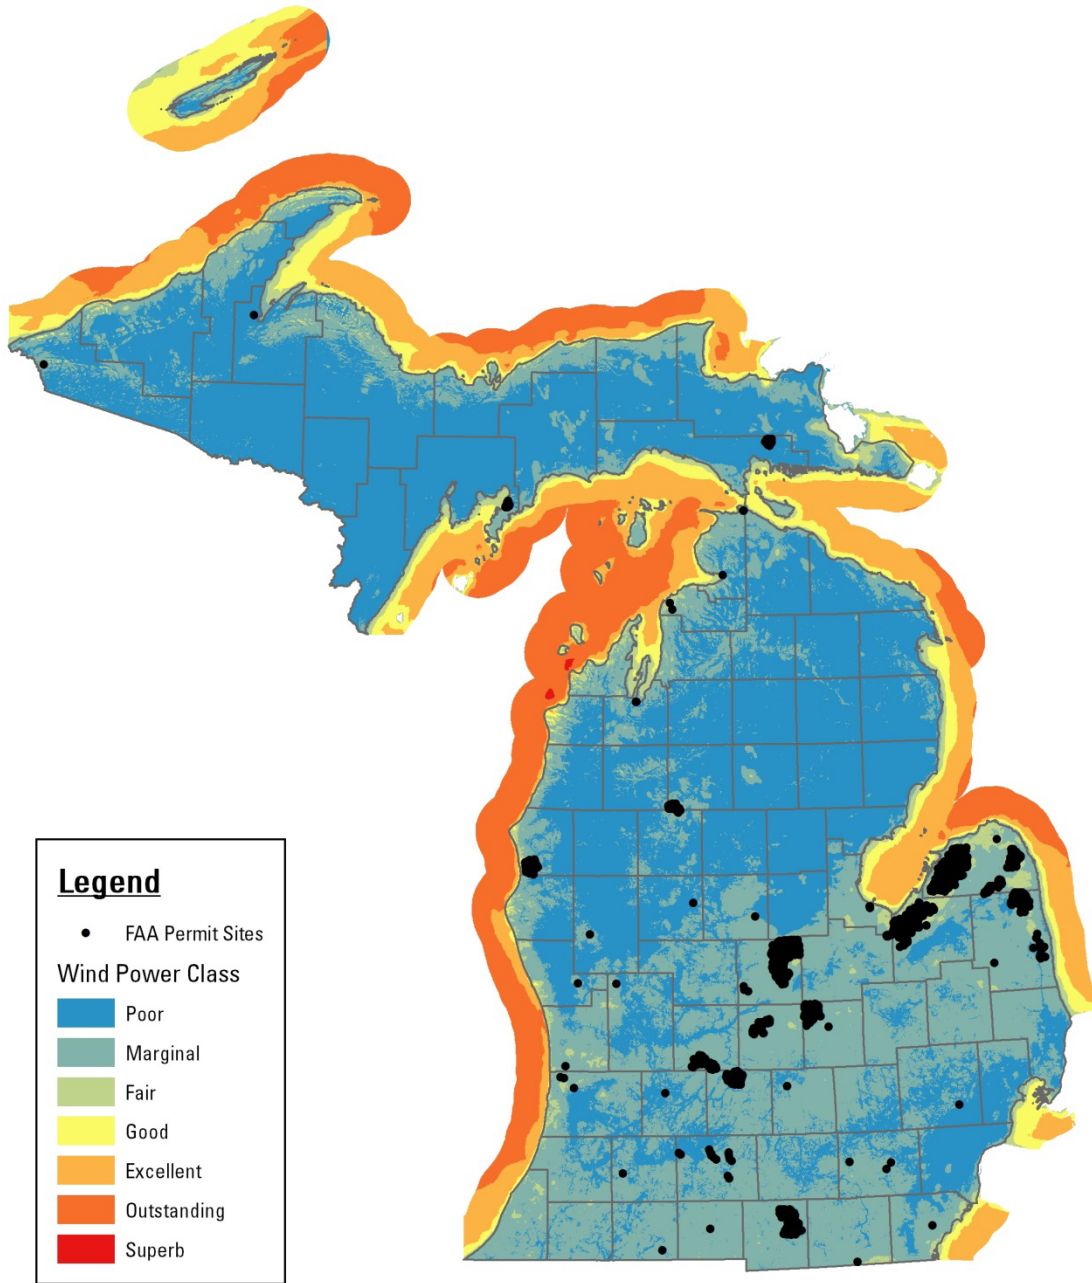 Legend
FAA Permit Sites
Wind Power Class
Poor
Marginal
Fair
Good
Excellent
Outstanding
Superb